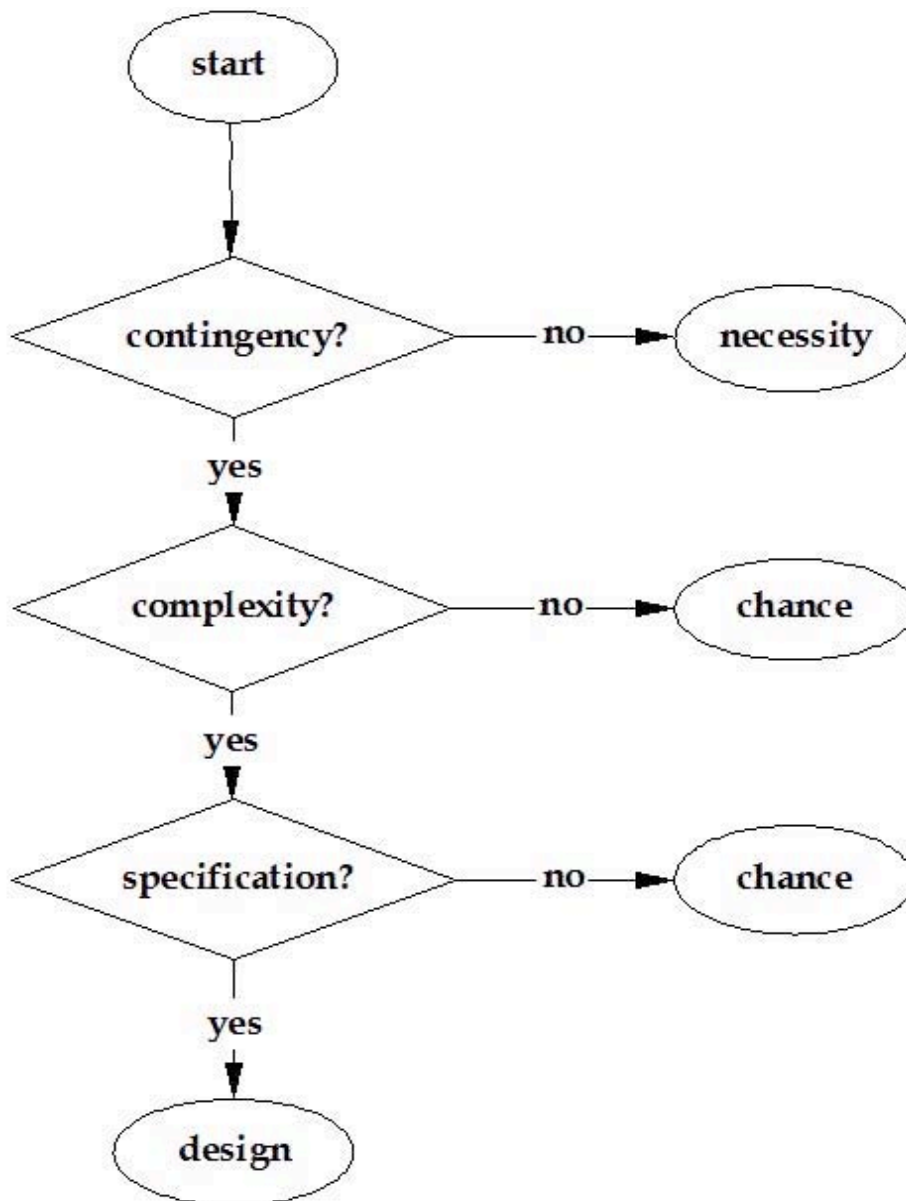 start
contingency?
no
necessity
yes
complexity?
no
chance
yes
specification?
no
chance
yes
design